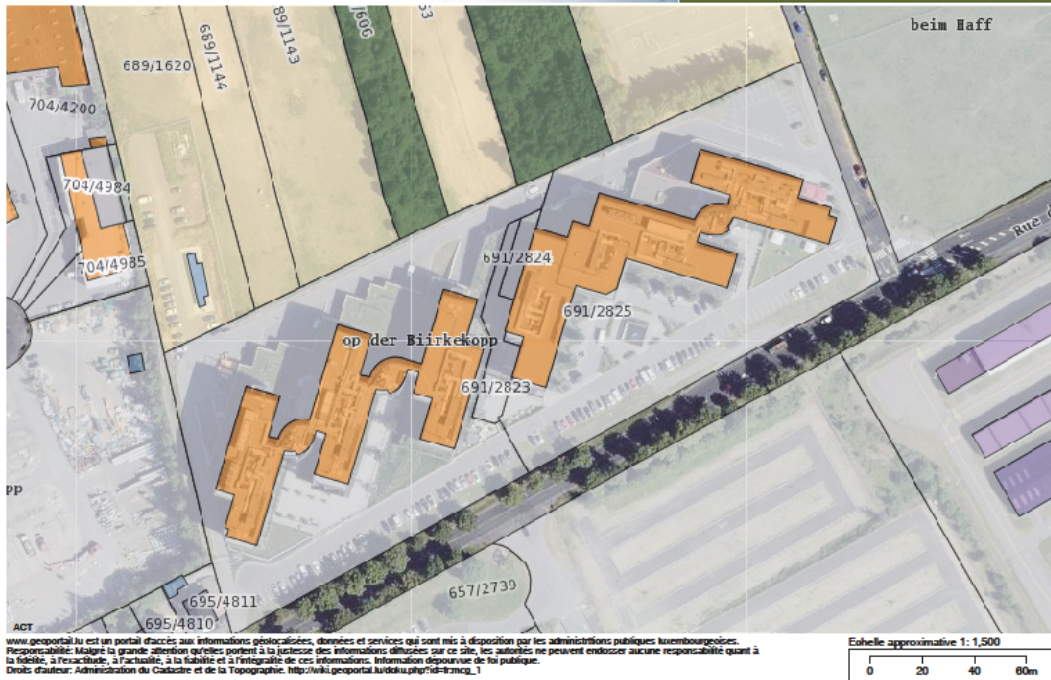 beim Haff
689/1620
669/1144
89/1143
/606
63
704/4200
704/4984
704/4985
691/2824
691/2825
op der Biirkekopp
691/2823
Rue
pp
657/2739
695/4811
695/4810
ACT
www.geoportail.lu est un portail d'accès aux informations géolocalisées, données et services qui sont mis à disposition par les administrations publiques luxembourgeoises.
Responsabilité: Malgré la grande attention qu'elles portent à la justesse des informations diffusées sur ce site, les autorités ne peuvent endosser aucune responsabilité quant à
la fidélité, à l'exactitude, à l'actualité, à la fiabilité et à l'intégralité de ces informations. Information dépourvue de foi publique.
Droits d'auteur: Administration du Cadastre et de la Topographie. http://wiki.geoportail.lu/doku.php?id=fr:mcg_1
Echelle approximative 1: 1,500
0 20 40 60m